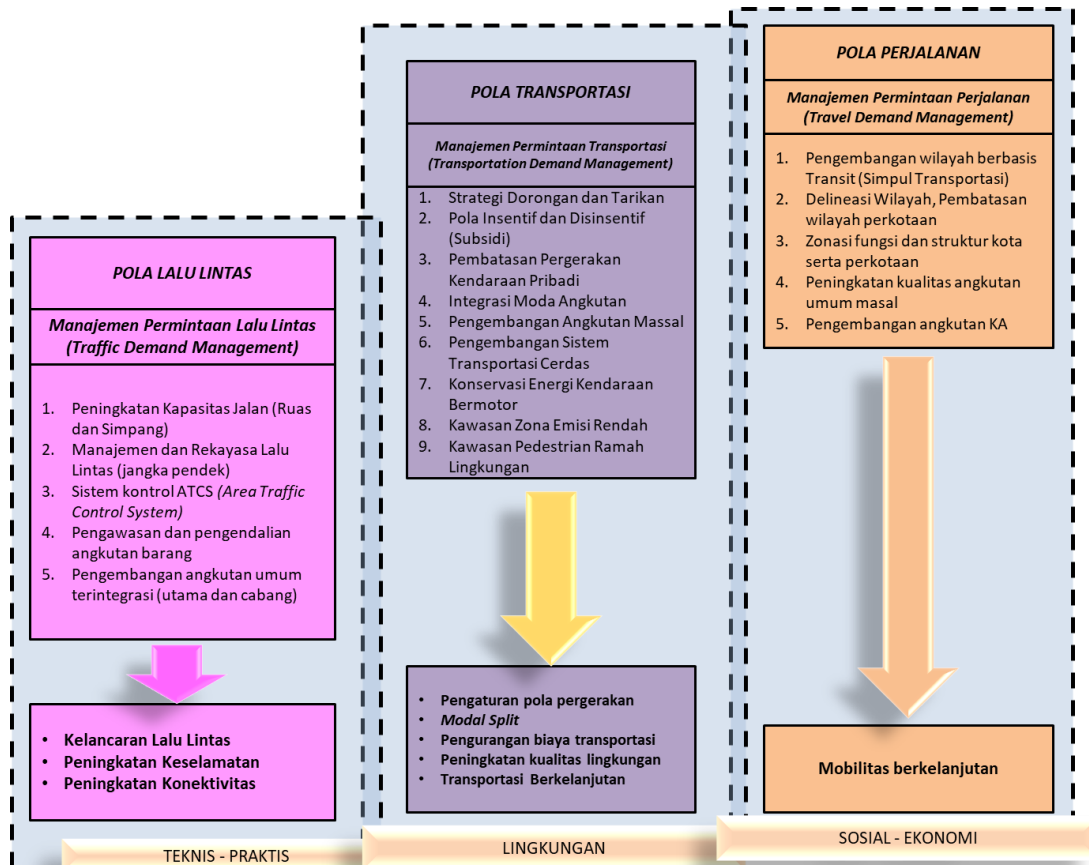 POLA LALU LINTAS
Manajemen Permintaan Lalu Lintas
(Traffic Demand Management)
1. Peningkatan Kapasitas Jalan (Ruas
dan Simpang)
2. Manajemen dan Rekayasa Lalu
Lintas (jangka pendek)
3. Sistem kontrol ATCS (Area Traffic
Control System)
4. Pengawasan dan pengendalian
angkutan barang
5. Pengembangan angkutan umum
terintegrasi (utama dan cabang)
• Kelancaran Lalu Lintas
• Peningkatan Keselamatan
• Peningkatan Konektivitas
TEKNIS - PRAKTIS
POLA TRANSPORTASI
Manajemen Permintaan Transportasi
(Transportation Demand Management)
1. Strategi Dorongan dan Tarikan
2. Pola Insentif dan Disinsentif
(Subsidi)
3. Pembatasan Pergerakan
Kendaraan Pribadi
4. Integrasi Moda Angkutan
5. Pengembangan Angkutan Massal
6. Pengembangan Sistem
Transportasi Cerdas
7. Konservasi Energi Kendaraan
Bermotor
8. Kawasan Zona Emisi Rendah
9. Kawasan Pedestrian Ramah
Lingkungan
• Pengaturan pola pergerakan
• Modal Split
• Pengurangan biaya transportasi
• Peningkatan kualitas lingkungan
• Transportasi Berkelanjutan
LINGKUNGAN
POLA PERJALANAN
Manajemen Permintaan Perjalanan
(Travel Demand Management)
1. Pengembangan wilayah berbasis
Transit (Simpul Transportasi)
2. Delineasi Wilayah, Pembatasan
wilayah perkotaan
3. Zonasi fungsi dan struktur kota
serta perkotaan
4. Peningkatan kualitas angkutan
umum masal
5. Pengembangan angkutan KA
Mobilitas berkelanjutan
SOSIAL - EKONOMI